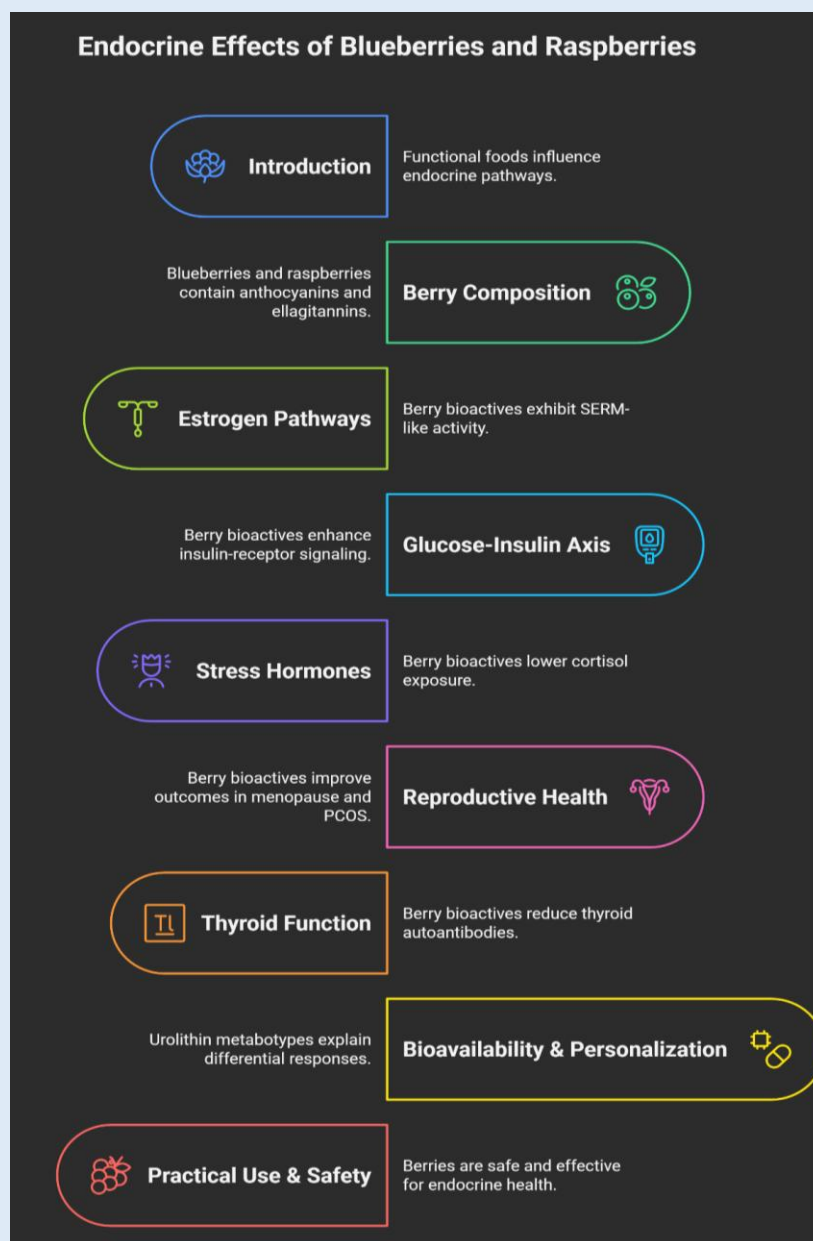 Endocrine Effects of Blueberries and Raspberries
Introduction
Functional foods influence
endocrine pathways.
Blueberries and raspberries
contain anthocyanins and
ellagitannins.
Berry Composition
Estrogen Pathways
Berry bioactives exhibit SERM-
like activity.
Berry bioactives enhance
insulin-receptor signaling.
Glucose-Insulin Axis
Stress Hormones
Berry bioactives lower cortisol
exposure.
Berry bioactives improve
outcomes in menopause and
PCOS.
Reproductive Health
Thyroid Function
Berry bioactives reduce thyroid
autoantibodies.
Urolithin metabotypes explain
differential responses.
Bioavailability & Personalization
Practical Use & Safety
Berries are safe and effective
for endocrine health.